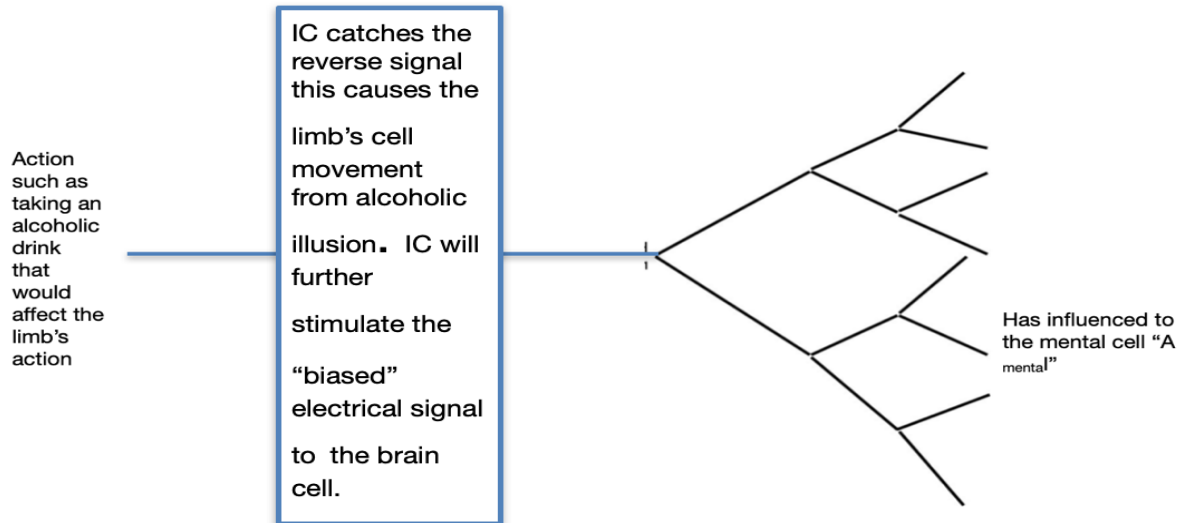 Action
such as
taking an
alcoholic
drink
that
would
affect the
limb’s
action
IC catches the
reverse signal
this causes the
limb’s cell
movement
from alcoholic
illusion. IC will
further
stimulate the
“biased”
electrical signal
to the brain
cell.
Has influenced to
the mental cell “A
mental”